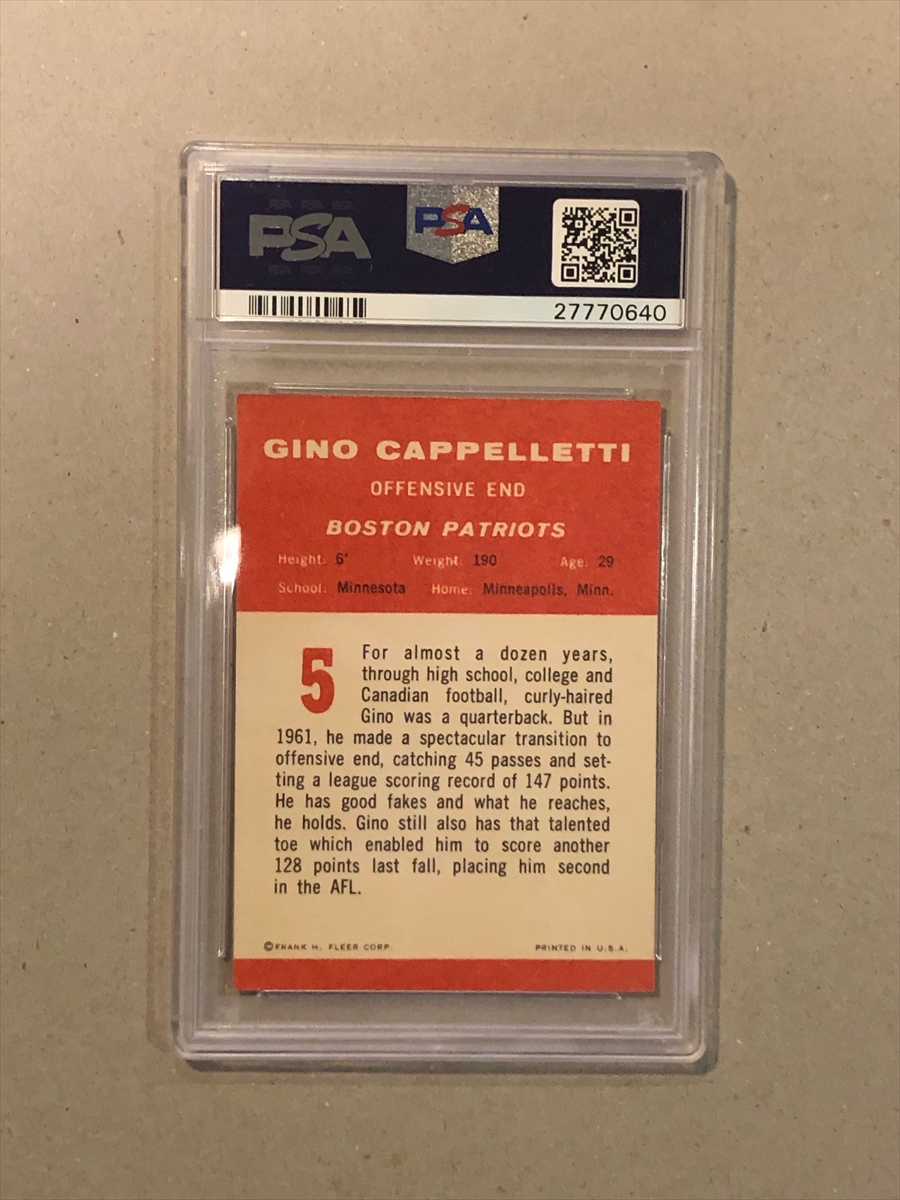 PSA
PSA
27770640
GINO CAPPELLETTI
OFFENSIVE END
BOSTON PATRIOTS
Height: 6' Weight: 190 Age: 29
School: Minnesota Home: Minneapolis, Minn.
5
For almost a dozen years,
through high school, college and
Canadian football, curly-haired
Gino was a quarterback. But in
1961, he made a spectacular transition to
offensive end, catching 45 passes and set-
ting a league scoring record of 147 points.
He has good fakes and what he reaches,
he holds. Gino still also has that talented
toe which enabled him to score another
128 points last fall, placing him second
in the AFL.
©FRANK H. FLEER CORP. PRINTED IN U.S.A.